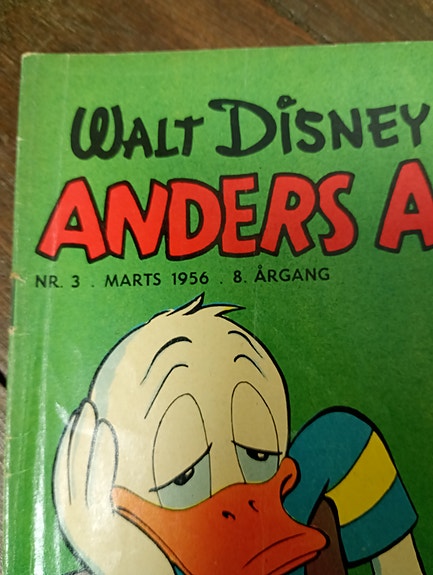 WALT DISNEY
ANDERS A
NR. 3 . MARTS 1956 . 8. ÅRGANG